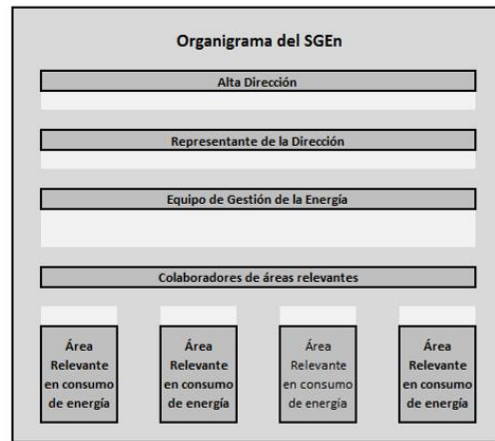 Organigrama del SGEn
Alta Dirección
Representante de la Dirección
Equipo de Gestión de la Energía
Colaboradores de áreas relevantes
Área
Relevante
en consumo
de energía
Área
Relevante
en consumo
de energía
Área
Relevante
en consumo
de energía
Área
Relevante
en consumo
de energía